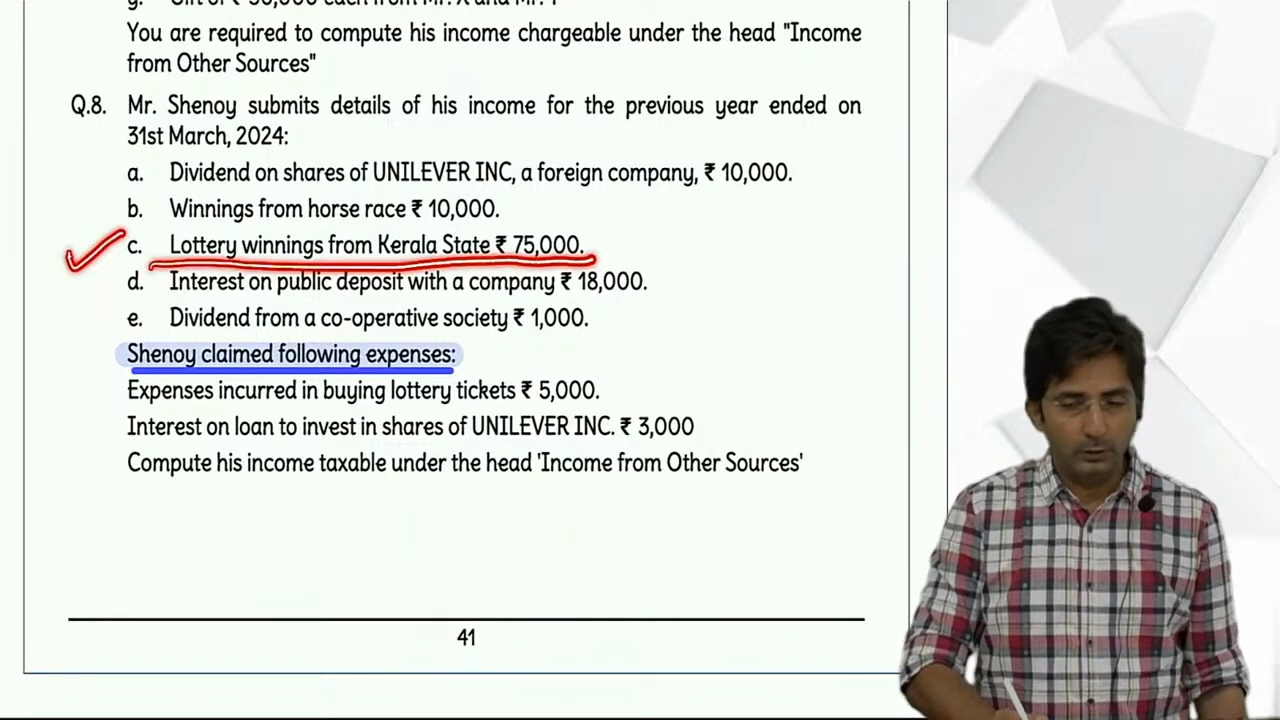 You are required to compute his income chargeable under the head "Income
from Other Sources"
Q.8. Mr. Shenoy submits details of his income for the previous year ended on
31st March, 2024:
a. Dividend on shares of UNILEVER INC, a foreign company, ₹ 10,000.
b. Winnings from horse race ₹ 10,000.
c. Lottery winnings from Kerala State ₹ 75,000.
d. Interest on public deposit with a company ₹ 18,000.
e. Dividend from a co-operative society ₹ 1,000.
Shenoy claimed following expenses:
Expenses incurred in buying lottery tickets ₹ 5,000.
Interest on loan to invest in shares of UNILEVER INC. ₹ 3,000
Compute his income taxable under the head 'Income from Other Sources'
41